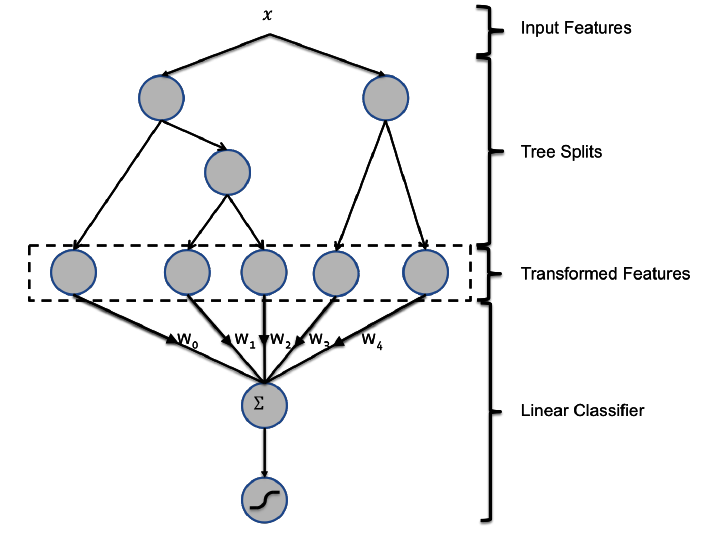 x
Input Features
Tree Splits
Transformed Features
W₀ W₁ W₂ W₃ W₄
Linear Classifier
Σ